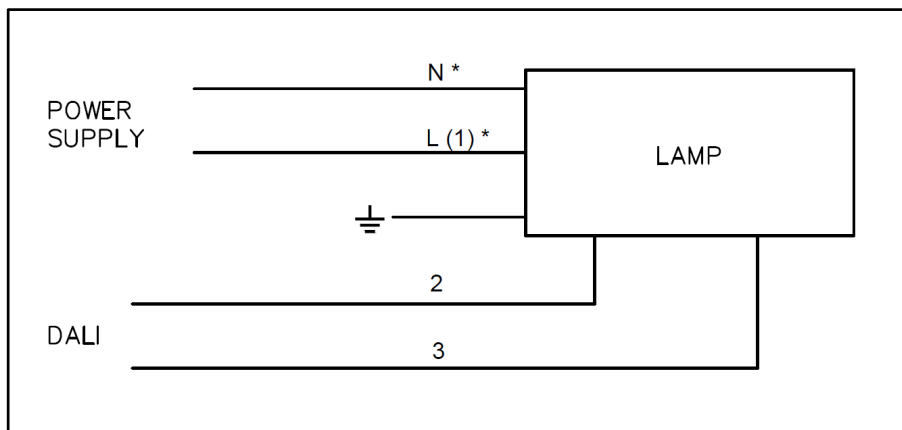 N *
POWER
SUPPLY
L (1) *
LAMP
2
DALI
3